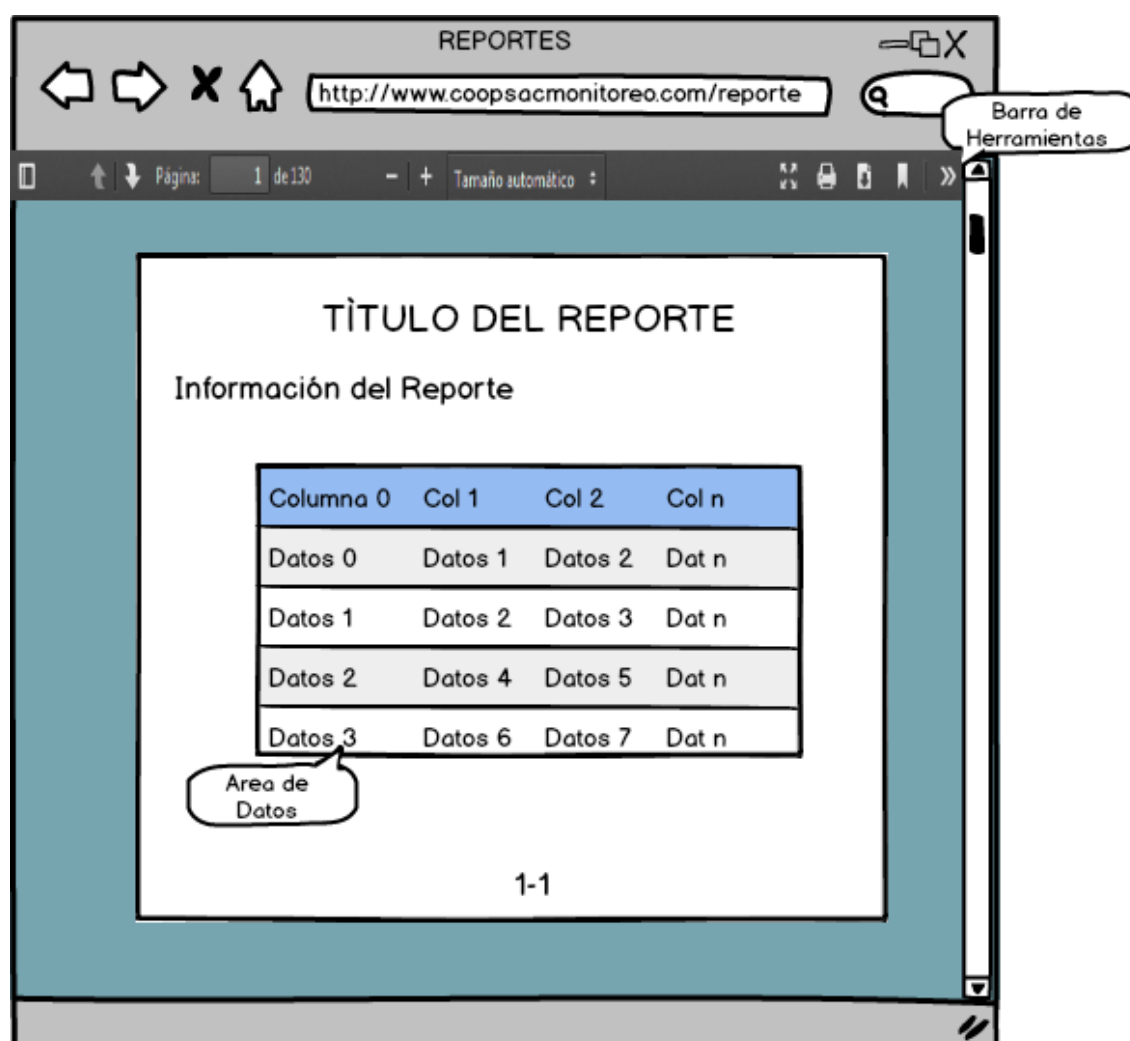 REPORTES
http://www.coopsacmonitoreo.com/reporte
Barra de
Herramientas
Página: 1 de 130 - + Tamaño automático
TÌTULO DEL REPORTE
Información del Reporte
Columna 0 Col 1 Col 2 Col n
Datos 0 Datos 1 Datos 2 Dat n
Datos 1 Datos 2 Datos 3 Dat n
Datos 2 Datos 4 Datos 5 Dat n
Datos 3 Datos 6 Datos 7 Dat n
Area de
Datos
1-1